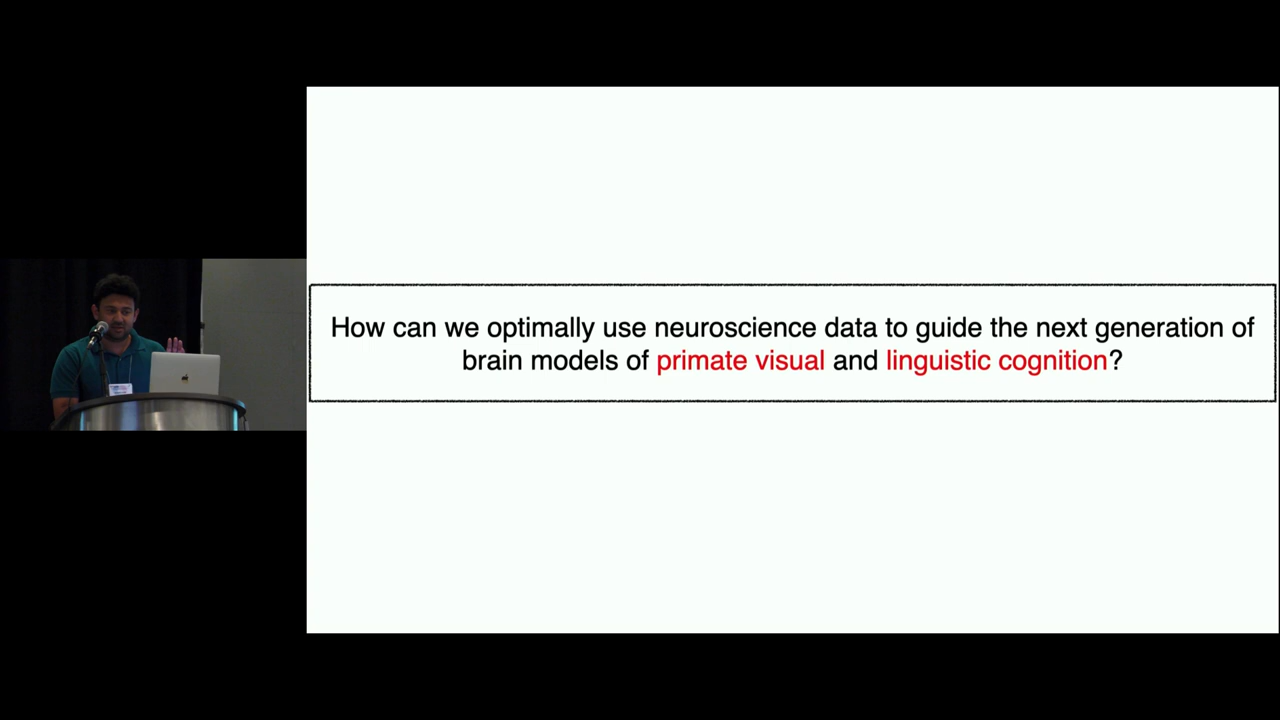 How can we optimally use neuroscience data to guide the next generation of
brain models of primate visual and linguistic cognition?